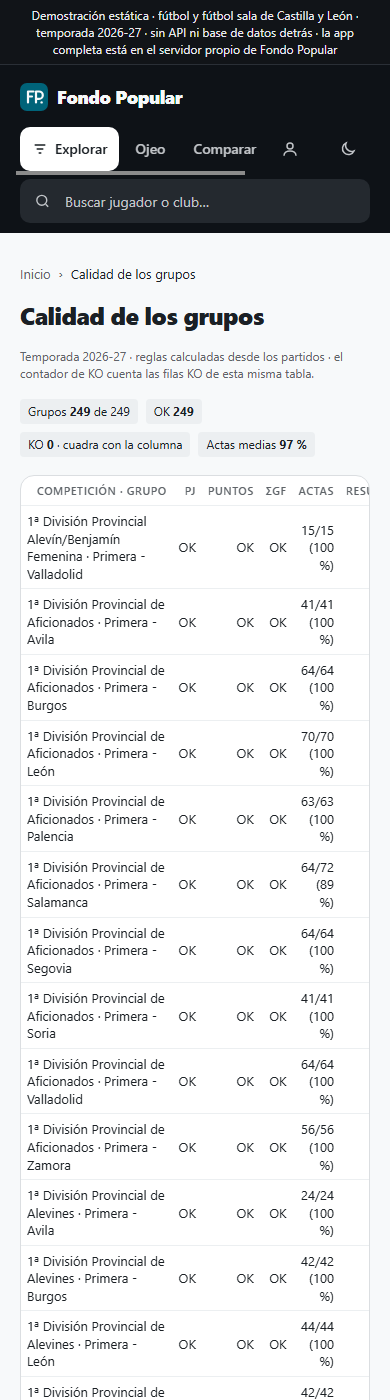 Demostración estática · fútbol y fútbol sala de Castilla y León ·
temporada 2026-27 · sin API ni base de datos detrás · la app
completa está en el servidor propio de Fondo Popular
FP Fondo Popular
Explorar Ojeo Comparar
Buscar jugador o club...
Inicio › Calidad de los grupos
Calidad de los grupos
Temporada 2026-27 · reglas calculadas desde los partidos · el
contador de KO cuenta las filas KO de esta misma tabla.
Grupos 249 de 249 OK 249
KO 0 · cuadra con la columna Actas medias 97 %
COMPETICIÓN · GRUPO PJ PUNTOS ΣGF ACTAS RESU
1ª División Provincial
Alevín/Benjamín
Femenina · Primera -
Valladolid
OK OK OK
15/15
(100
%)
1ª División Provincial de
Aficionados · Primera -
Avila
OK OK OK
41/41
(100
%)
1ª División Provincial de
Aficionados · Primera -
Burgos
OK OK OK
64/64
(100
%)
1ª División Provincial de
Aficionados · Primera -
León
OK OK OK
70/70
(100
%)
1ª División Provincial de
Aficionados · Primera -
Palencia
OK OK OK
63/63
(100
%)
1ª División Provincial de
Aficionados · Primera -
Salamanca
OK OK OK
64/72
(89
%)
1ª División Provincial de
Aficionados · Primera -
Segovia
OK OK OK
64/64
(100
%)
1ª División Provincial de
Aficionados · Primera -
Soria
OK OK OK
41/41
(100
%)
1ª División Provincial de
Aficionados · Primera -
Valladolid
OK OK OK
64/64
(100
%)
1ª División Provincial de
Aficionados · Primera -
Zamora
OK OK OK
56/56
(100
%)
1ª División Provincial de
Alevines · Primera -
Avila
OK OK OK
24/24
(100
%)
1ª División Provincial de
Alevines · Primera -
Burgos
OK OK OK
42/42
(100
%)
1ª División Provincial de
Alevines · Primera -
León
OK OK OK
44/44
(100
%)
1ª División Provincial de
42/42